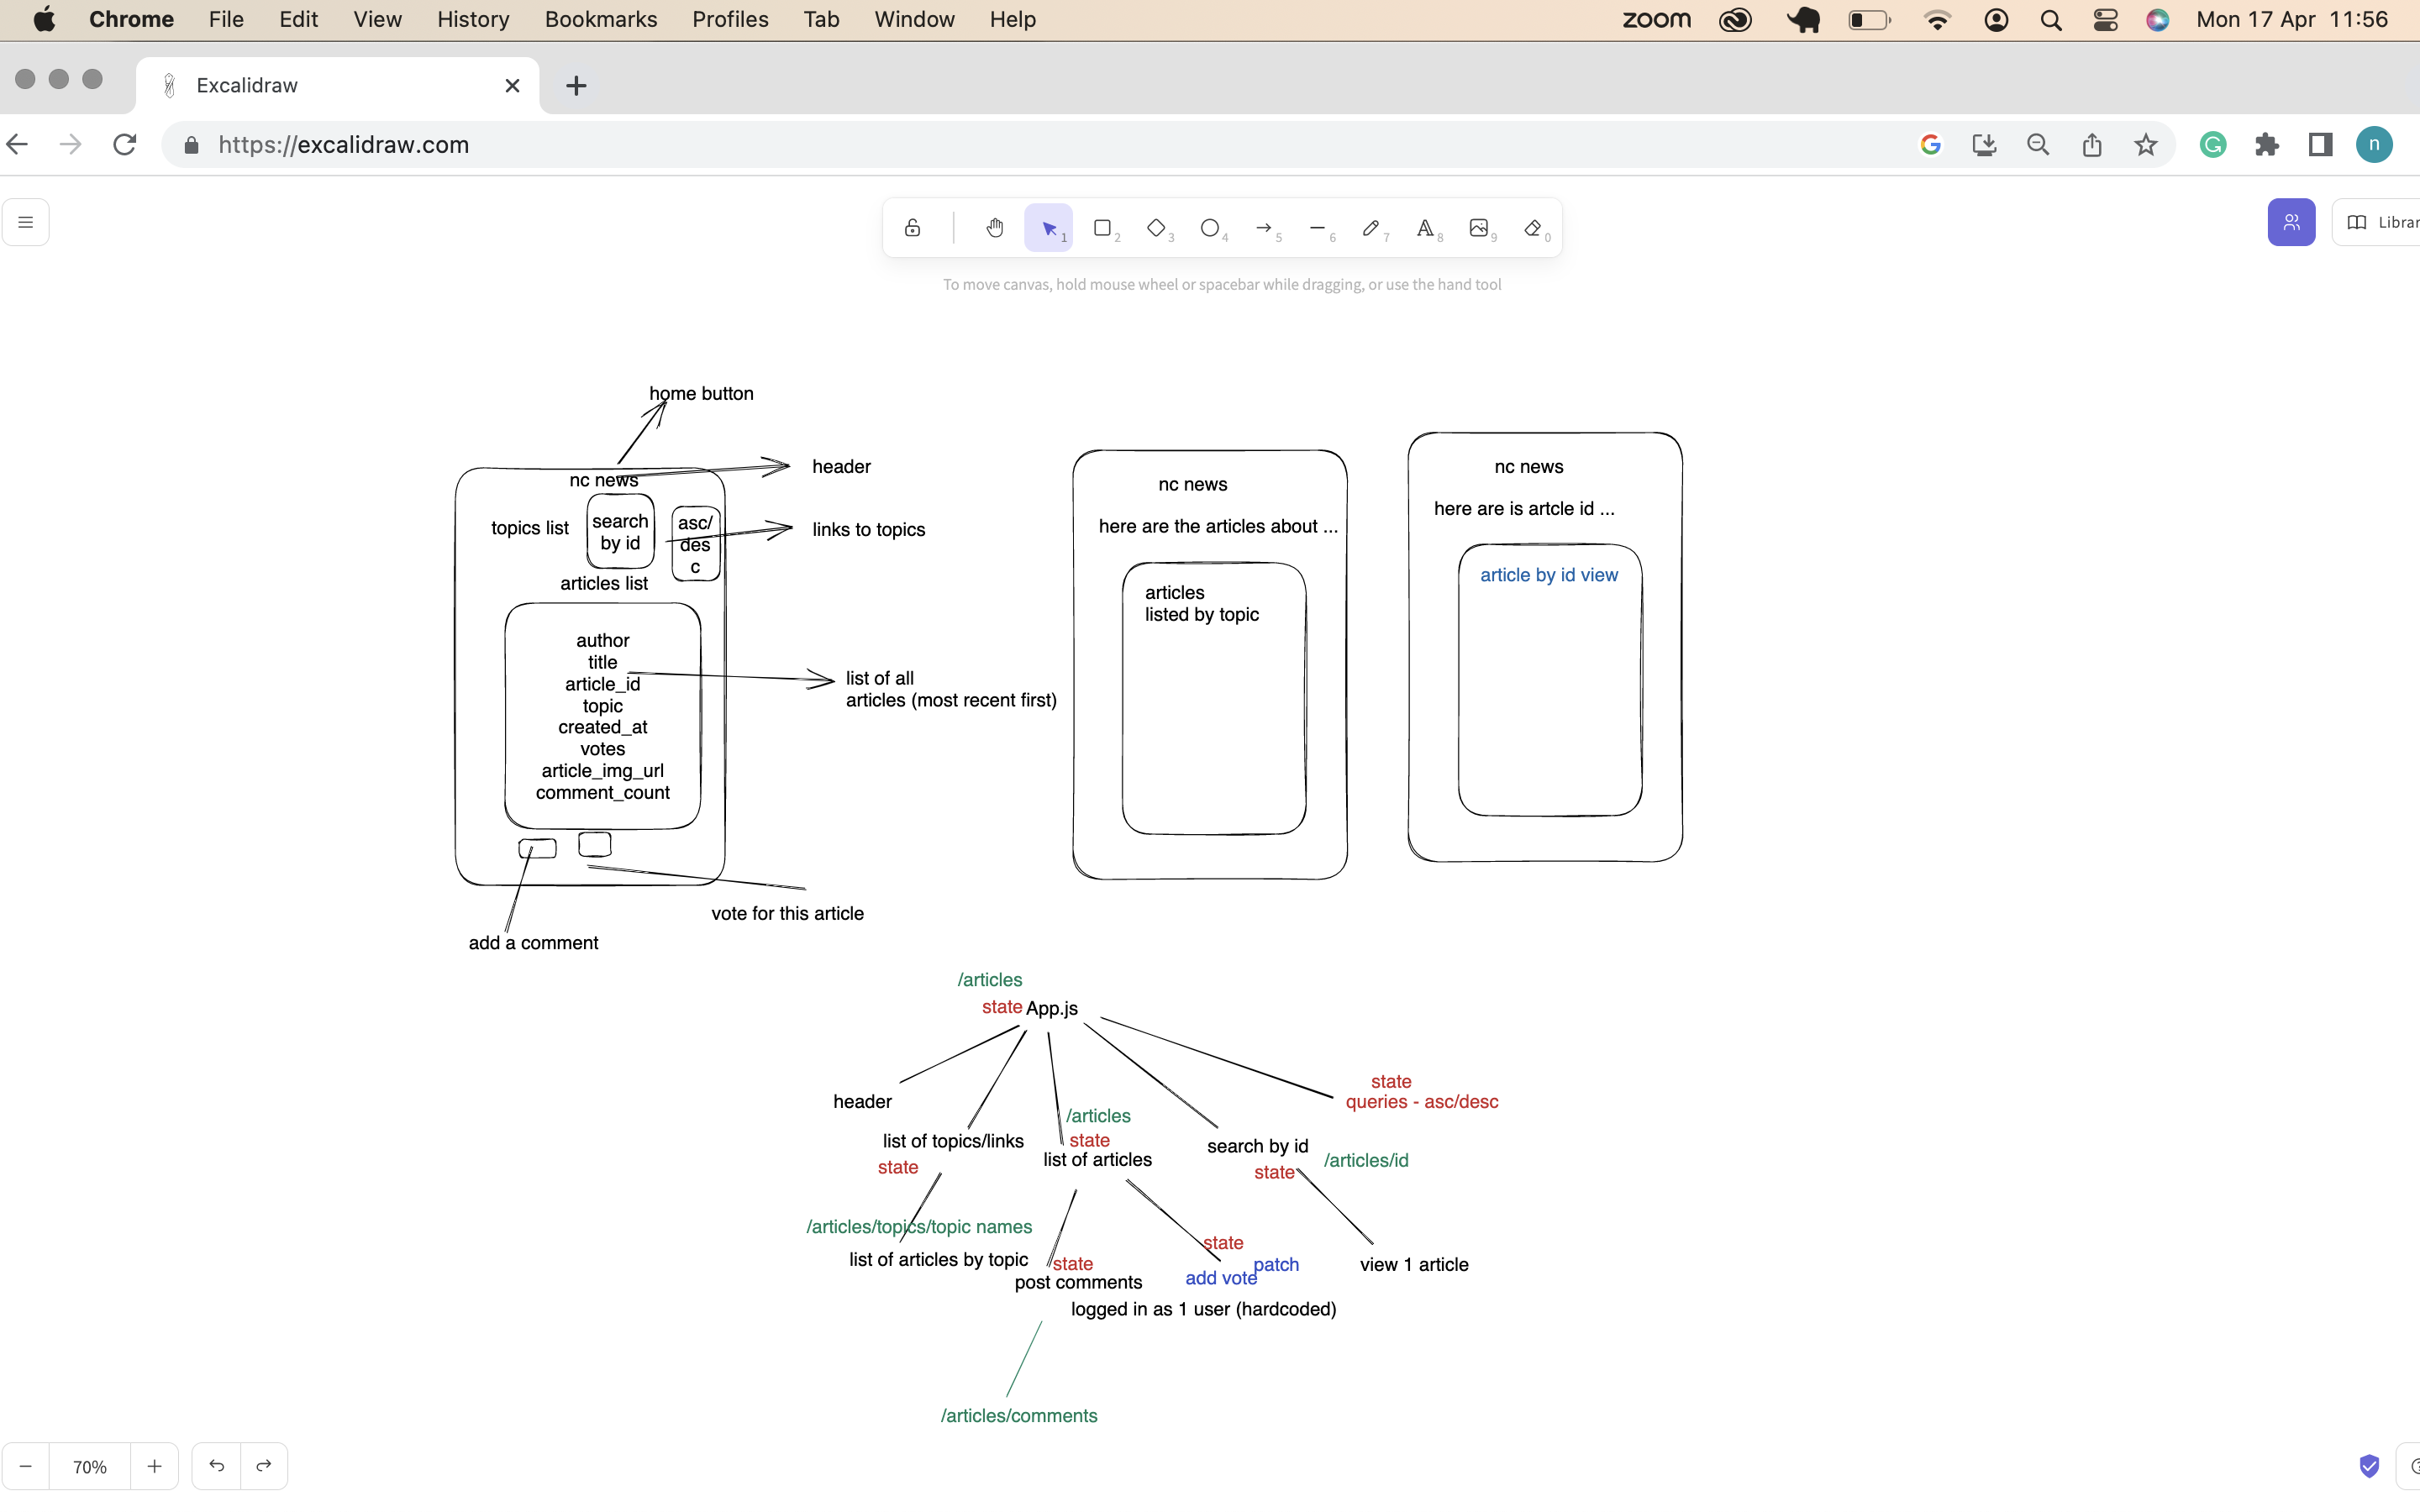 Chrome File Edit View History Bookmarks Profiles Tab Window Help zoom Mon 17 Apr 11:56
Excalidraw
https://excalidraw.com n
1 2 3 4 5 6 7 A 8 9 0 Librar
To move canvas, hold mouse wheel or spacebar while dragging, or use the hand tool
home button
header
nc news
topics list
search
by id
asc/
des
c
links to topics
articles list
author
title
article_id
topic
created_at
votes
article_img_url
comment_count
list of all
articles (most recent first)
vote for this article
add a comment
nc news
here are the articles about ...
articles
listed by topic
nc news
here are is artcle id ...
article by id view
/articles
state App.js
header
list of topics/links
state
/articles
state
list of articles
search by id
state
/articles/id
state
queries - asc/desc
/articles/topics/topic names
list of articles by topic
state
post comments
state
patch
add vote
view 1 article
logged in as 1 user (hardcoded)
/articles/comments
70%